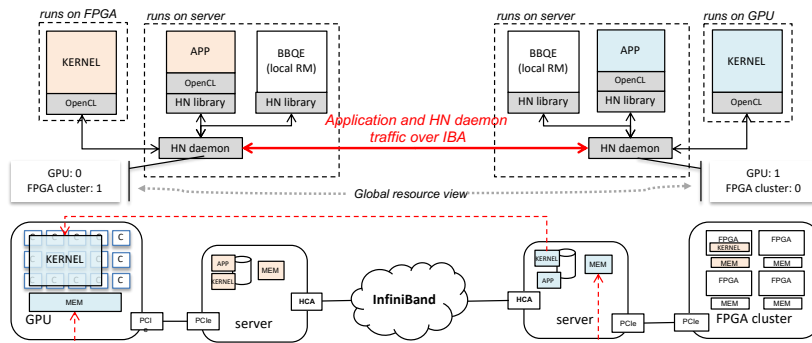 runs on FPGA
runs on server
runs on server
runs on GPU
KERNEL
OpenCL
APP
OpenCL
HN library
BBQE
(local RM)
HN library
BBQE
(local RM)
HN library
APP
OpenCL
HN library
KERNEL
OpenCL
Application and HN daemon
traffic over IBA
HN daemon
HN daemon
GPU: 0
FPGA cluster: 1
GPU: 1
FPGA cluster: 0
Global resource view
C C C C C
C
C
C C C C C
KERNEL
MEM
GPU
PCI
e
PCIe
APP
KERNEL
MEM
server
HCA
InfiniBand
HCA
KERNEL
APP
MEM
server
PCIe
PCIe
FPGA
KERNEL
MEM
FPGA
MEM
FPGA
MEM
FPGA
MEM
FPGA cluster